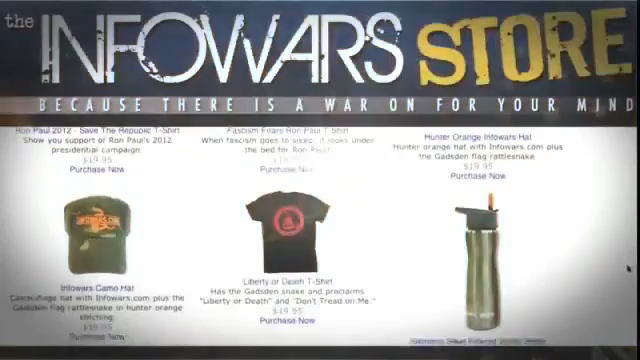 the INFOWARS STORE
BECAUSE THERE IS A WAR ON FOR YOUR MIND
Ron Paul 2012 - Save The Republic T-Shirt
Show you support of Ron Paul's 2012
presidential campaign
$19.95
Purchase Now
Fascism Fears Ron Paul T-Shirt
When fascism goes to sleep, it looks under
the bed for Ron Paul
$19.95
Purchase Now
Hunter Orange Infowars Hat
Hunter orange hat with Infowars.com plus
the Gadsden flag rattlesnake
$19.95
Purchase Now
INFOWARS.COM
Infowars Camo Hat
Camouflage hat with Infowars.com plus the
Gadsden flag rattlesnake in hunter orange
stitching
$19.95
Purchase Now
Liberty or Death T-Shirt
Has the Gadsden snake and proclaims
"Liberty or Death" and "Don't Tread on Me."
$19.95
Purchase Now